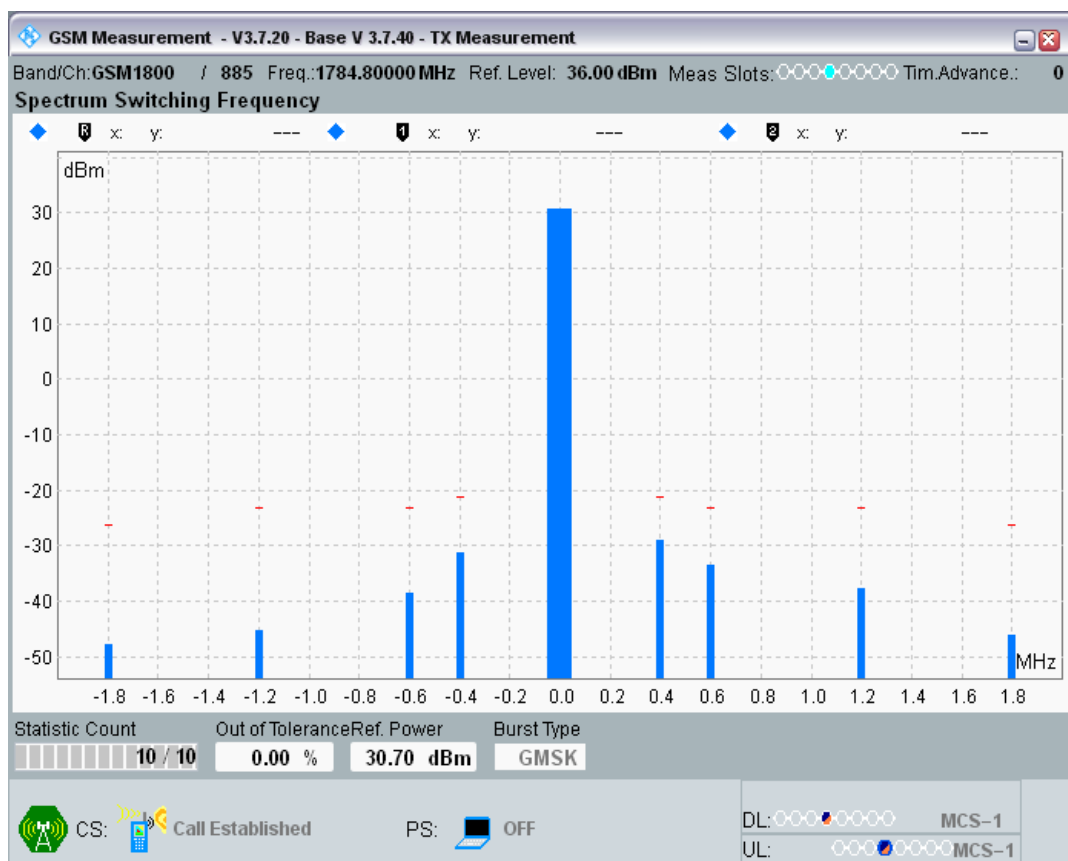 GSM Measurement - V3.7.20 - Base V 3.7.40 - TX Measurement
Band/Ch:GSM1800 / 885 Freq.:1784.80000 MHz Ref. Level: 36.00 dBm Meas Slots: Tim.Advance.: 0
Spectrum Switching Frequency
R x: y: --- 1 x: y: --- 2 x: y: ---
dBm
30
20
10
0
-10
-20
-30
-40
-50
MHz
-1.8 -1.6 -1.4 -1.2 -1.0 -0.8 -0.6 -0.4 -0.2 0.0 0.2 0.4 0.6 0.8 1.0 1.2 1.4 1.6 1.8
Statistic Count Out of Tolerance Ref. Power Burst Type
10 / 10 0.00 % 30.70 dBm GMSK
CS: Call Established PS: OFF
DL: MCS-1
UL: MCS-1